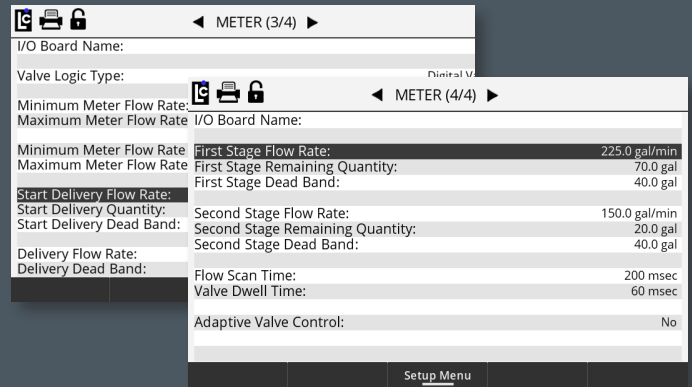 LC
METER (3/4)
I/O Board Name:
Valve Logic Type:
Digital Va
Minimum Meter Flow Rate:
Maximum Meter Flow Rate
Minimum Meter Flow Rate
Maximum Meter Flow Rate
Start Delivery Flow Rate:
Start Delivery Quantity:
Start Delivery Dead Band:
Delivery Flow Rate:
Delivery Dead Band:
LC
METER (4/4)
I/O Board Name:
First Stage Flow Rate: 225.0 gal/min
First Stage Remaining Quantity: 70.0 gal
First Stage Dead Band: 40.0 gal
Second Stage Flow Rate: 150.0 gal/min
Second Stage Remaining Quantity: 20.0 gal
Second Stage Dead Band: 40.0 gal
Flow Scan Time: 200 msec
Valve Dwell Time: 60 msec
Adaptive Valve Control: No
Setup Menu